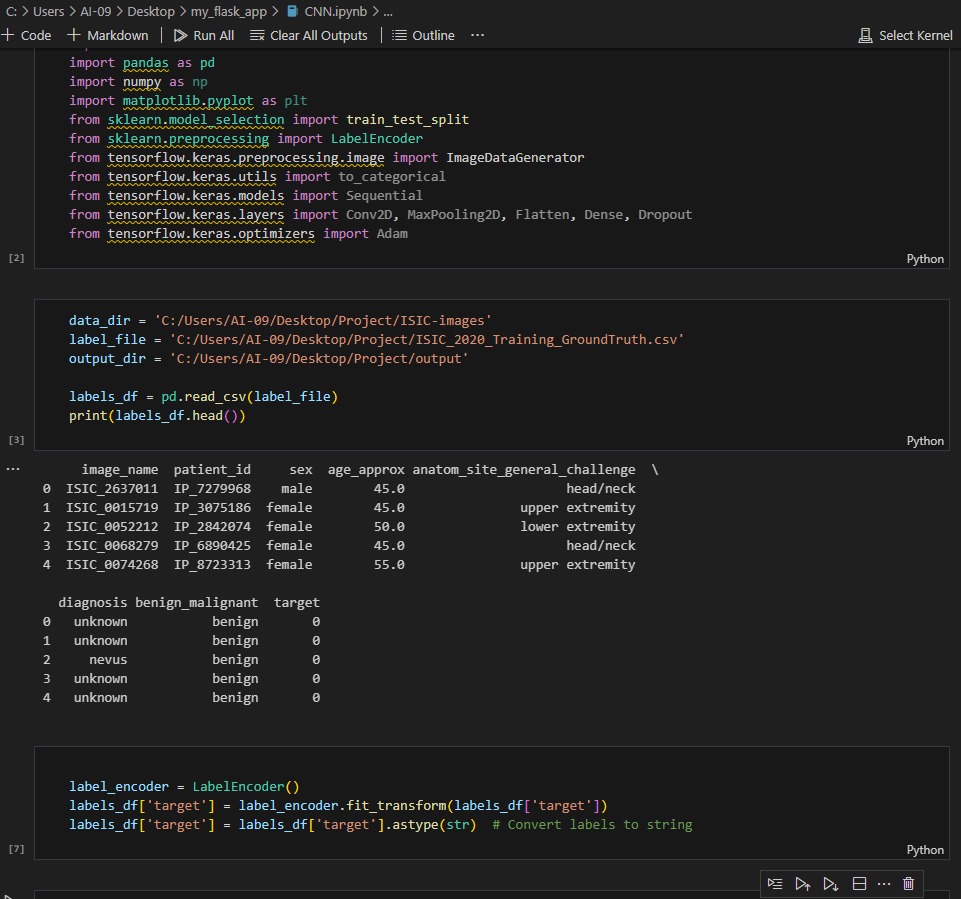 C: > Users > AI-09 > Desktop > my_flask_app > CNN.ipynb > ...
+ Code + Markdown | Run All Clear All Outputs | Outline ... Select Kernel
import pandas as pd
import numpy as np
import matplotlib.pyplot as plt
from sklearn.model_selection import train_test_split
from sklearn.preprocessing import LabelEncoder
from tensorflow.keras.preprocessing.image import ImageDataGenerator
from tensorflow.keras.utils import to_categorical
from tensorflow.keras.models import Sequential
from tensorflow.keras.layers import Conv2D, MaxPooling2D, Flatten, Dense, Dropout
from tensorflow.keras.optimizers import Adam
[2] Python
data_dir = 'C:/Users/AI-09/Desktop/Project/ISIC-images'
label_file = 'C:/Users/AI-09/Desktop/Project/ISIC_2020_Training_GroundTruth.csv'
output_dir = 'C:/Users/AI-09/Desktop/Project/output'
labels_df = pd.read_csv(label_file)
print(labels_df.head())
[3] Python
... image_name patient_id sex age_approx anatom_site_general_challenge \
0 ISIC_2637011 IP_7279968 male 45.0 head/neck
1 ISIC_0015719 IP_3075186 female 45.0 upper extremity
2 ISIC_0052212 IP_2842074 female 50.0 lower extremity
3 ISIC_0068279 IP_6890425 female 45.0 head/neck
4 ISIC_0074268 IP_8723313 female 55.0 upper extremity
diagnosis benign_malignant target
0 unknown benign 0
1 unknown benign 0
2 nevus benign 0
3 unknown benign 0
4 unknown benign 0
label_encoder = LabelEncoder()
labels_df['target'] = label_encoder.fit_transform(labels_df['target'])
labels_df['target'] = labels_df['target'].astype(str) # Convert labels to string
[7] Python